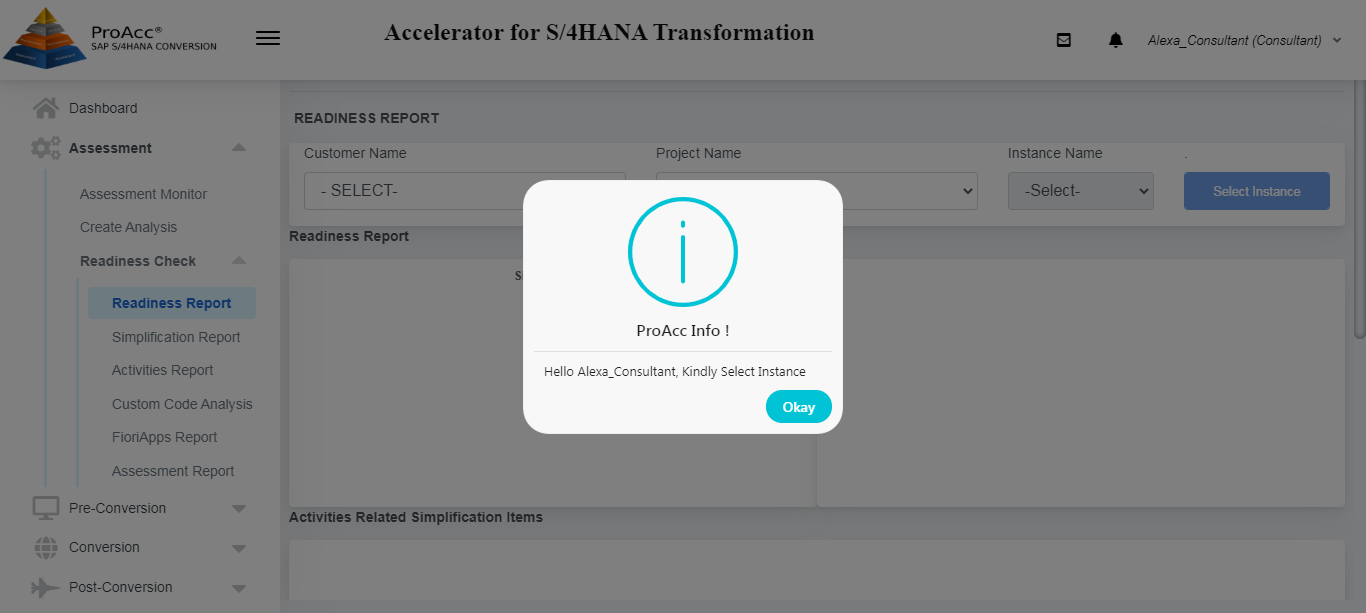 ProAcc®
SAP S/4HANA CONVERSION
Accelerator for S/4HANA Transformation
Alexa_Consultant (Consultant)
Dashboard
Assessment
Assessment Monitor
Create Analysis
Readiness Check
Readiness Report
Simplification Report
Activities Report
Custom Code Analysis
FioriApps Report
Assessment Report
Pre-Conversion
Conversion
Post-Conversion
READINESS REPORT
Customer Name
Project Name
Instance Name
.
- SELECT-
-Select-
Select Instance
Readiness Report
Activities Related Simplification Items
ProAcc Info !
Hello Alexa_Consultant, Kindly Select Instance
Okay